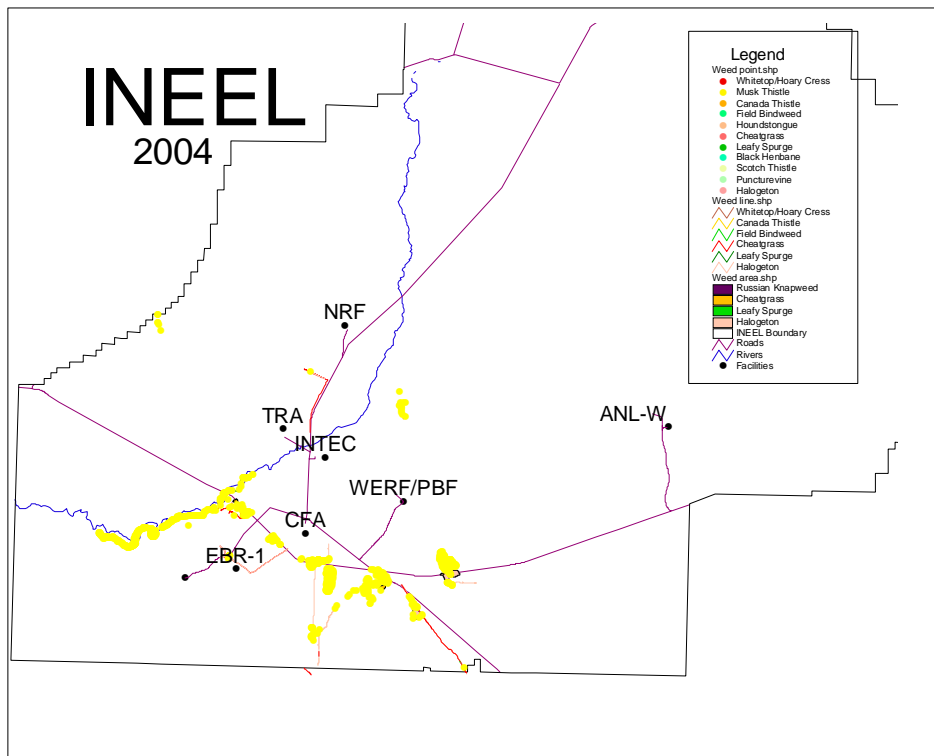 INEEL
2004
Legend
Weed point.shp
Whitetop/Hoary Cress
Musk Thistle
Canada Thistle
Field Bindweed
Houndstongue
Cheatgrass
Leafy Spurge
Black Henbane
Scotch Thistle
Puncturevine
Halogeton
Weed line.shp
Whitetop/Hoary Cress
Canada Thistle
Field Bindweed
Cheatgrass
Leafy Spurge
Halogeton
Weed area.shp
Russian Knapweed
Cheatgrass
Leafy Spurge
Halogeton
INEEL Boundary
Roads
Rivers
Facilities
NRF
TRA
INTEC
ANL-W
WERF/PBF
CFA
EBR-1